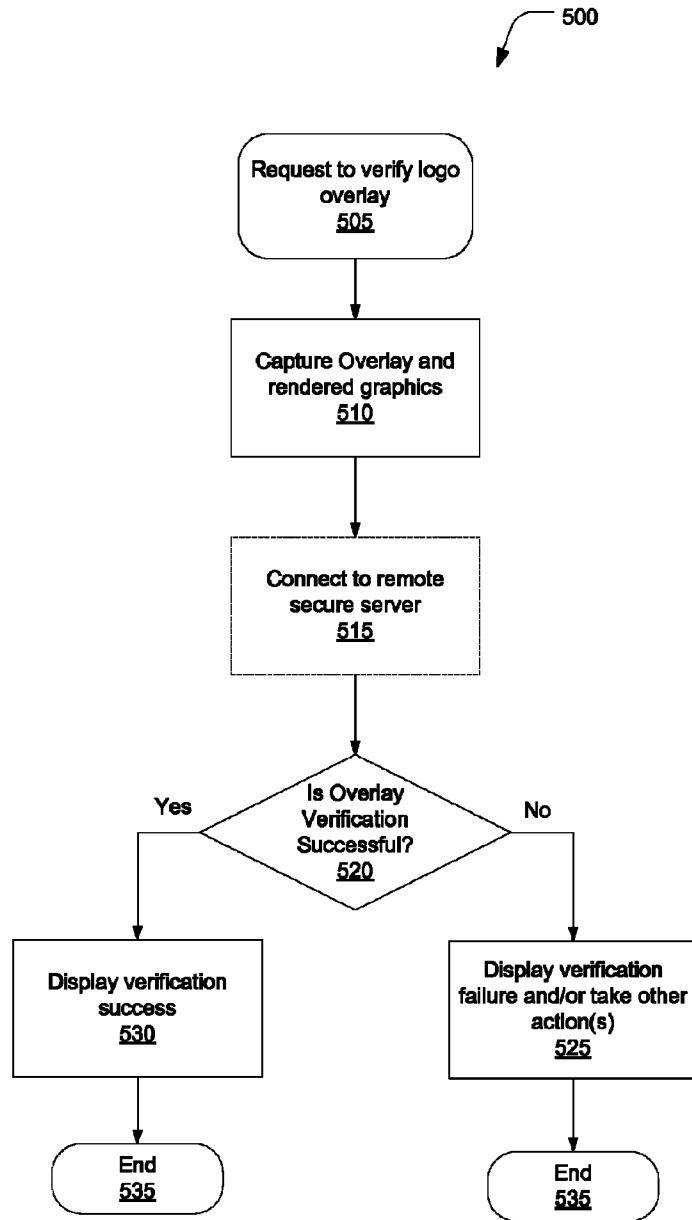 500
Request to verify logo
overlay
505
Capture Overlay and
rendered graphics
510
Connect to remote
secure server
515
Is Overlay
Verification
Successful?
520
Yes
No
Display verification
success
530
Display verification
failure and/or take other
action(s)
525
End
535
End
535